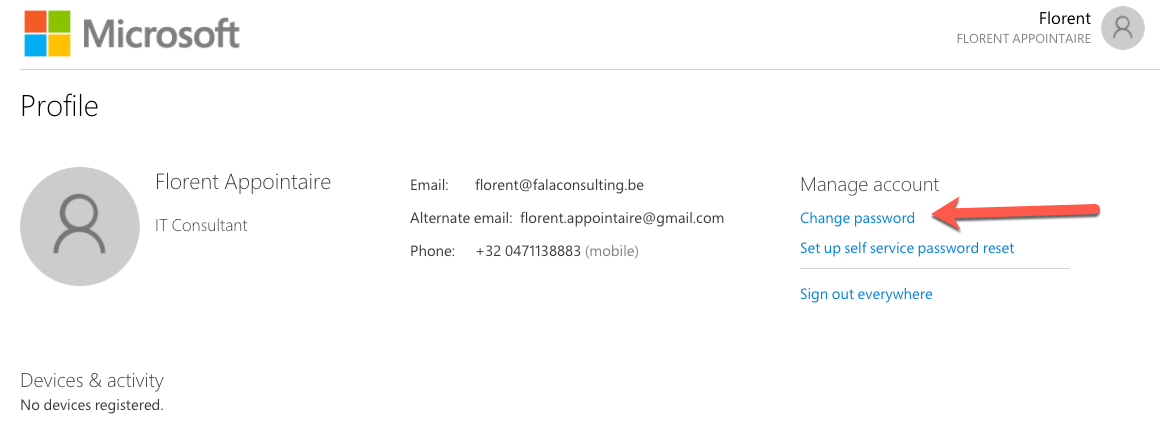 Microsoft
Florent
FLORENT APPOINTAIRE
Profile
Florent Appointaire
IT Consultant
Email: florent@falaconsulting.be
Alternate email: florent.appointaire@gmail.com
Phone: +32 0471138883 (mobile)
Manage account
Change password
Set up self service password reset
Sign out everywhere
Devices & activity
No devices registered.